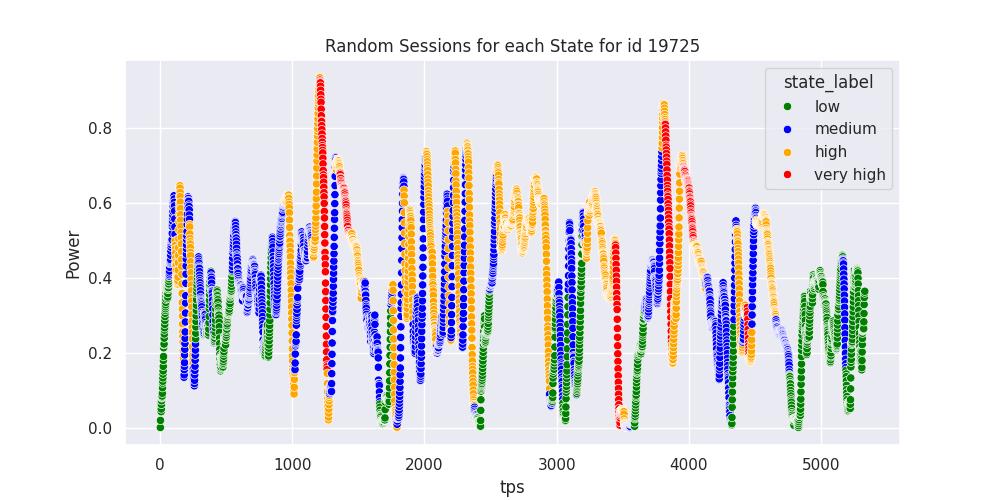 Random Sessions for each State for id 19725
state_label
low
medium
high
very high
Power
0.8
0.6
0.4
0.2
0.0
0 1000 2000 3000 4000 5000
tps